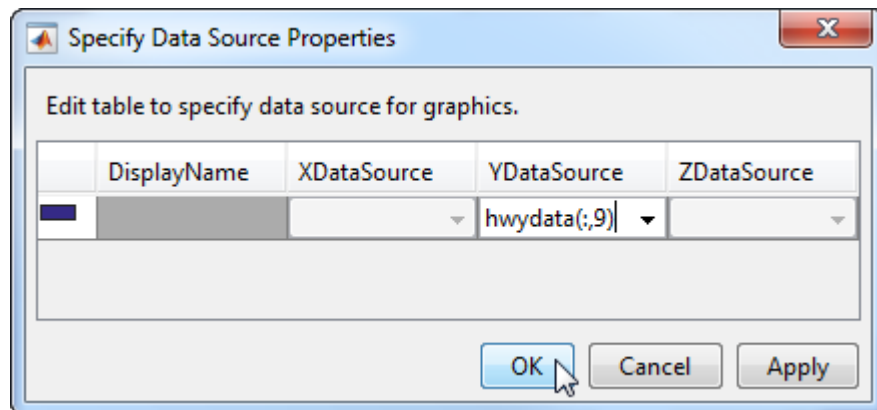 Specify Data Source Properties
Edit table to specify data source for graphics.
DisplayName XDataSource YDataSource ZDataSource
hwydata(:,9)
OK Cancel Apply